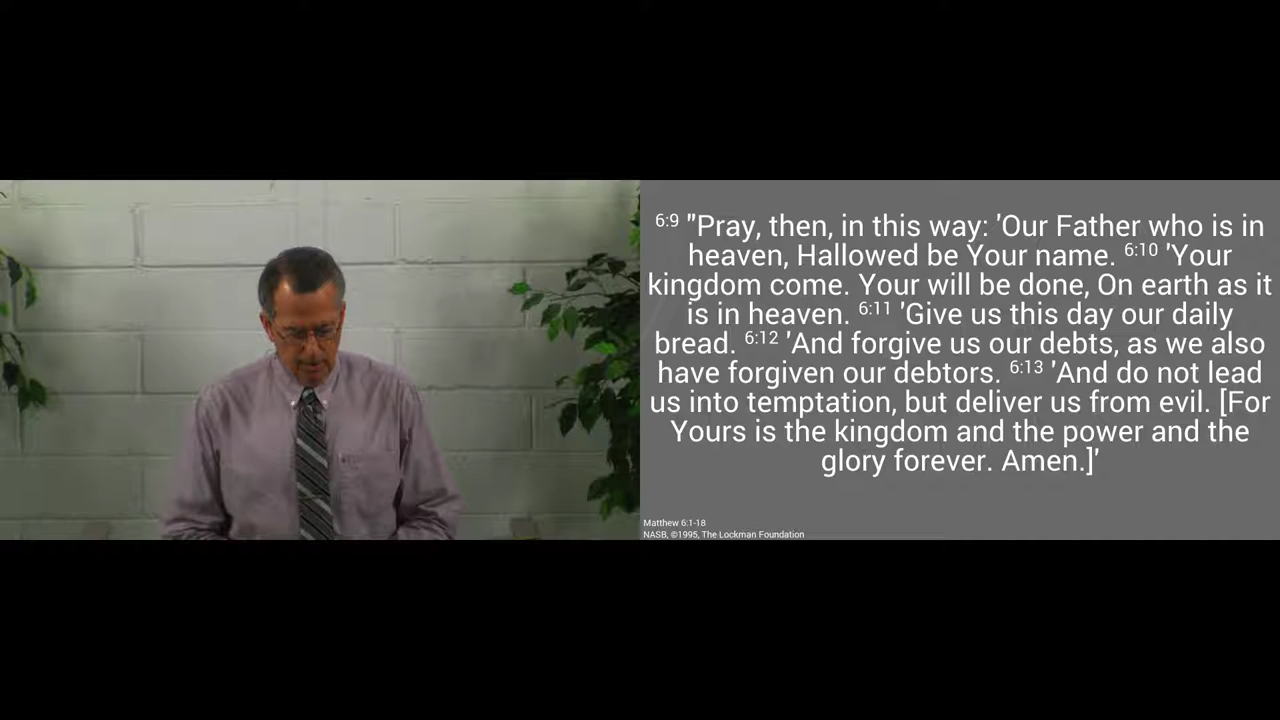 6:9 "Pray, then, in this way: 'Our Father who is in
heaven, Hallowed be Your name. 6:10 'Your
kingdom come. Your will be done, On earth as it
is in heaven. 6:11 'Give us this day our daily
bread. 6:12 'And forgive us our debts, as we also
have forgiven our debtors. 6:13 'And do not lead
us into temptation, but deliver us from evil. [For
Yours is the kingdom and the power and the
glory forever. Amen.]'
Matthew 6:1-18
NASB, ©1995, The Lockman Foundation